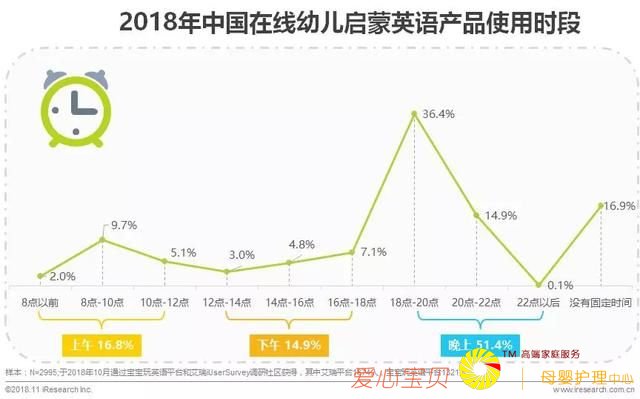 2018年中国在线幼儿启蒙英语产品使用时段
36.4%
16.9%
14.9%
9.7%
7.1%
5.1%
4.8%
3.0%
2.0%
0.1%
8点以前 8点-10点 10点-12点 12点-14点 14点-16点 16点-18点 18点-20点 20点-22点 22点以后 没有固定时间
上午 16.8% 下午 14.9% 晚上 51.4%
TM 高端家庭服务
爱心宝贝 母婴护理中心
样本：N=2995;于2018年10月通过宝宝玩英语平台和艾瑞iUserSurvey调研社区获得，其中艾瑞平台
©2018.11 iResearch Inc.
www.iresearch.com.cn